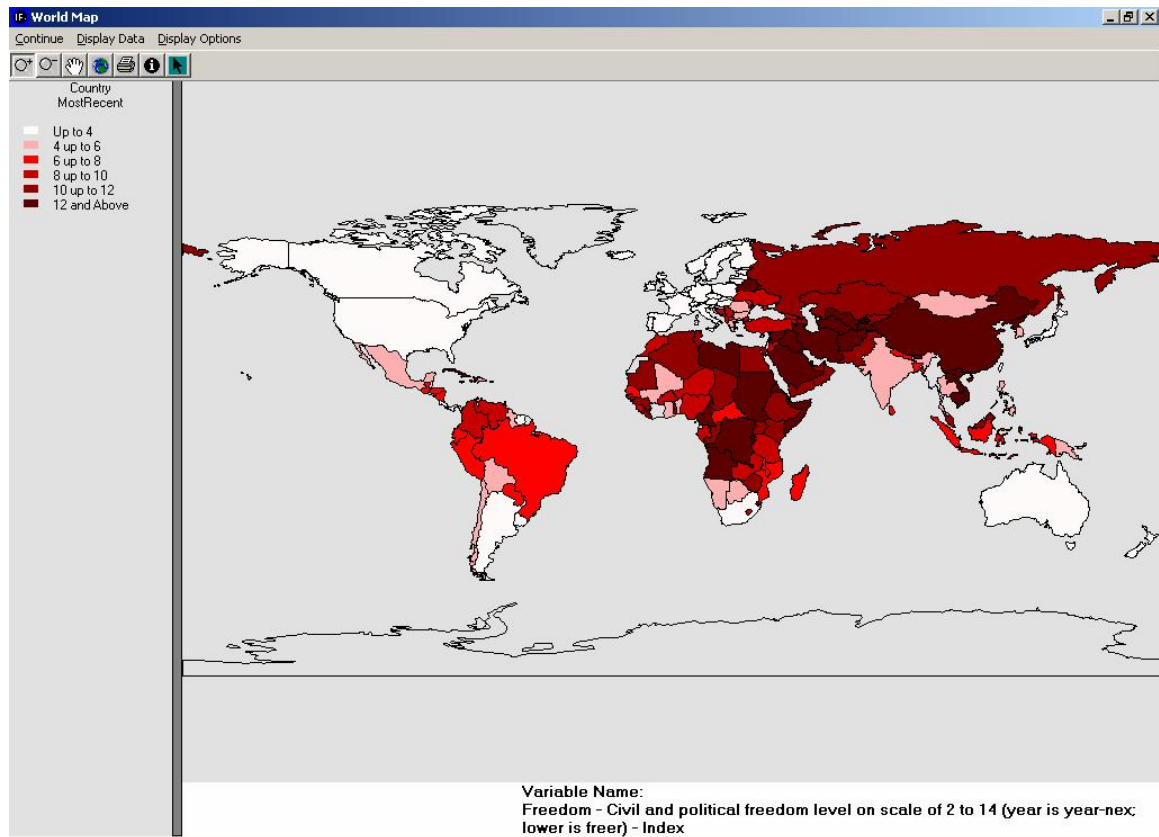 IF World Map
Continue Display Data Display Options
Country
MostRecent
Up to 4
4 up to 6
6 up to 8
8 up to 10
10 up to 12
12 and Above
Variable Name:
Freedom - Civil and political freedom level on scale of 2 to 14 (year is year-nex;
lower is freer) - Index